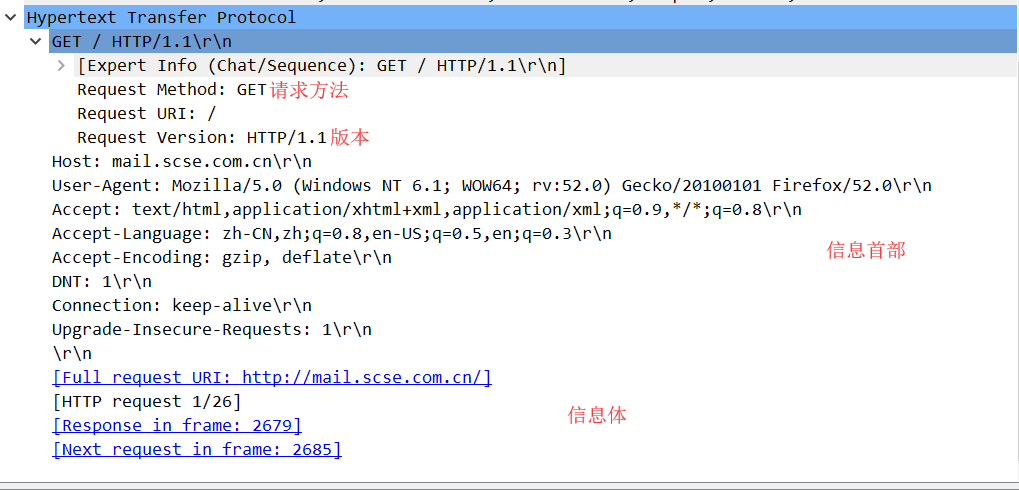 Hypertext Transfer Protocol
GET / HTTP/1.1\r\n
[Expert Info (Chat/Sequence): GET / HTTP/1.1\r\n]
Request Method: GET请求方法
Request URI: /
Request Version: HTTP/1.1版本
Host: mail.scse.com.cn\r\n
User-Agent: Mozilla/5.0 (Windows NT 6.1; WOW64; rv:52.0) Gecko/20100101 Firefox/52.0\r\n
Accept: text/html,application/xhtml+xml,application/xml;q=0.9,*/*;q=0.8\r\n
Accept-Language: zh-CN,zh;q=0.8,en-US;q=0.5,en;q=0.3\r\n
信息首部
Accept-Encoding: gzip, deflate\r\n
DNT: 1\r\n
Connection: keep-alive\r\n
Upgrade-Insecure-Requests: 1\r\n
\r\n
[Full request URI: http://mail.scse.com.cn/]
[HTTP request 1/26]
信息体
[Response in frame: 2679]
[Next request in frame: 2685]